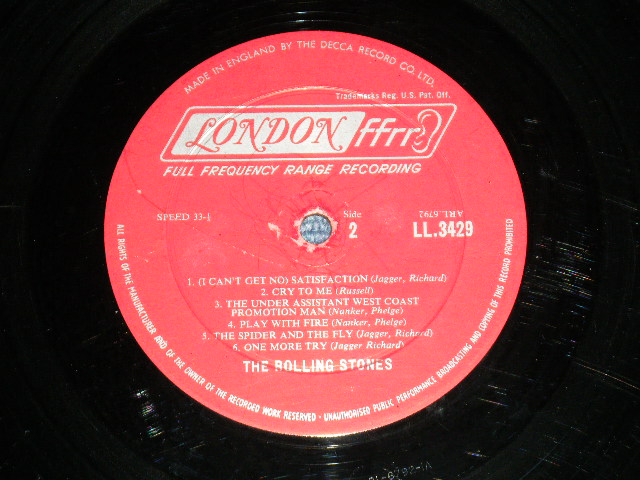 MADE IN ENGLAND BY THE DECCA RECORD CO. LTD.
Trademarks Reg. U.S. Pat. Off.
LONDON ffrr
FULL FREQUENCY RANGE RECORDING
SPEED 33-⅓
Side
2
ARL.6792
LL.3429
1. (I CAN'T GET NO) SATISFACTION (Jagger, Richard)
2. CRY TO ME (Russell)
3. THE UNDER ASSISTANT WEST COAST
PROMOTION MAN (Nanker, Phelge)
4. PLAY WITH FIRE (Nanker, Phelge)
5. THE SPIDER AND THE FLY (Jagger, Richard)
6. ONE MORE TRY (Jagger Richard)
THE ROLLING STONES
ALL RIGHTS OF THE MANUFACTURER AND OF THE OWNER OF THE RECORDED WORK RESERVED · UNAUTHORISED PUBLIC PERFORMANCE BROADCASTING AND COPYING OF THIS RECORD PROHIBITED